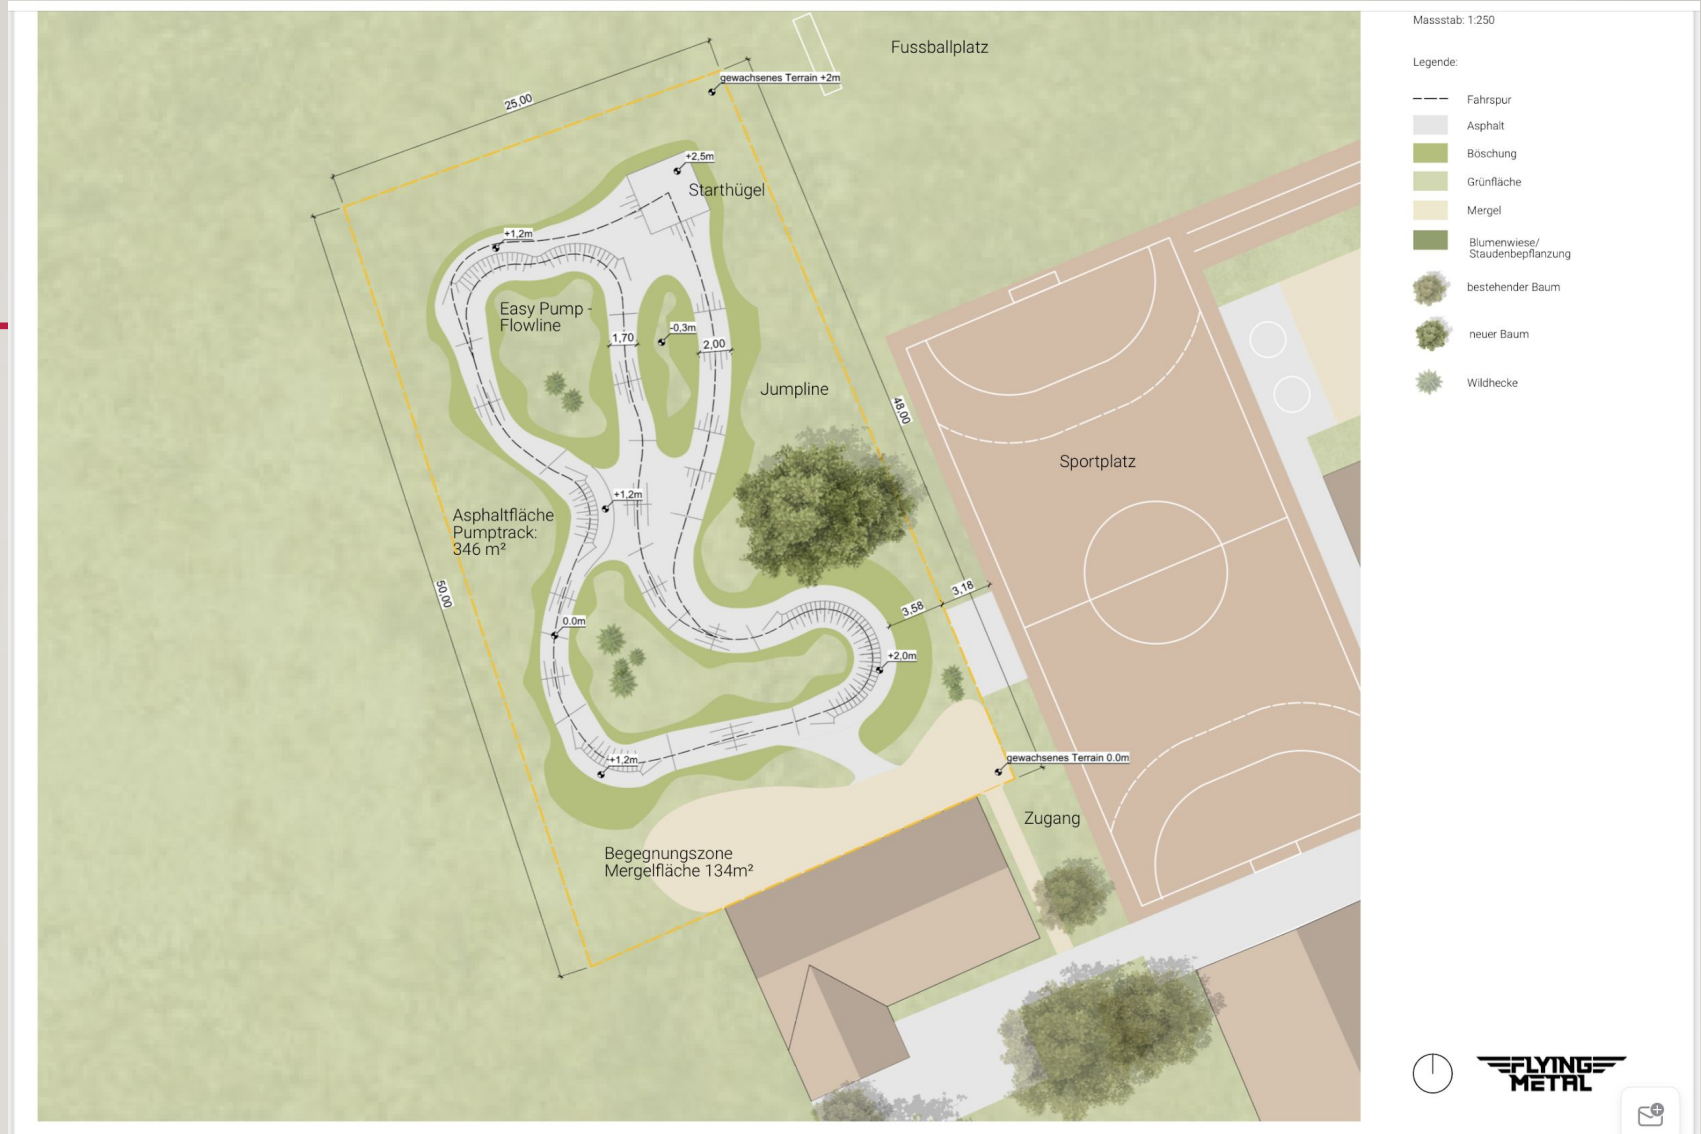 Massstab: 1:250
Legende:
Fahrspur
Asphalt
Böschung
Grünfläche
Mergel
Blumenwiese/
Staudenbepflanzung
bestehender Baum
neuer Baum
Wildhecke
Fussballplatz
gewachsenes Terrain +2m
25,00
+2,5m
Starthügel
+1,2m
Easy Pump -
Flowline
1,70
-0,3m
2,00
Jumpline
48,00
Sportplatz
+1,2m
Asphaltfläche
Pumptrack:
346 m²
50,00
0.0m
3,58
3,18
+2,0m
+1,2m
gewachsenes Terrain 0.0m
Zugang
Begegnungszone
Mergelfläche 134m²
FLYING
METAL